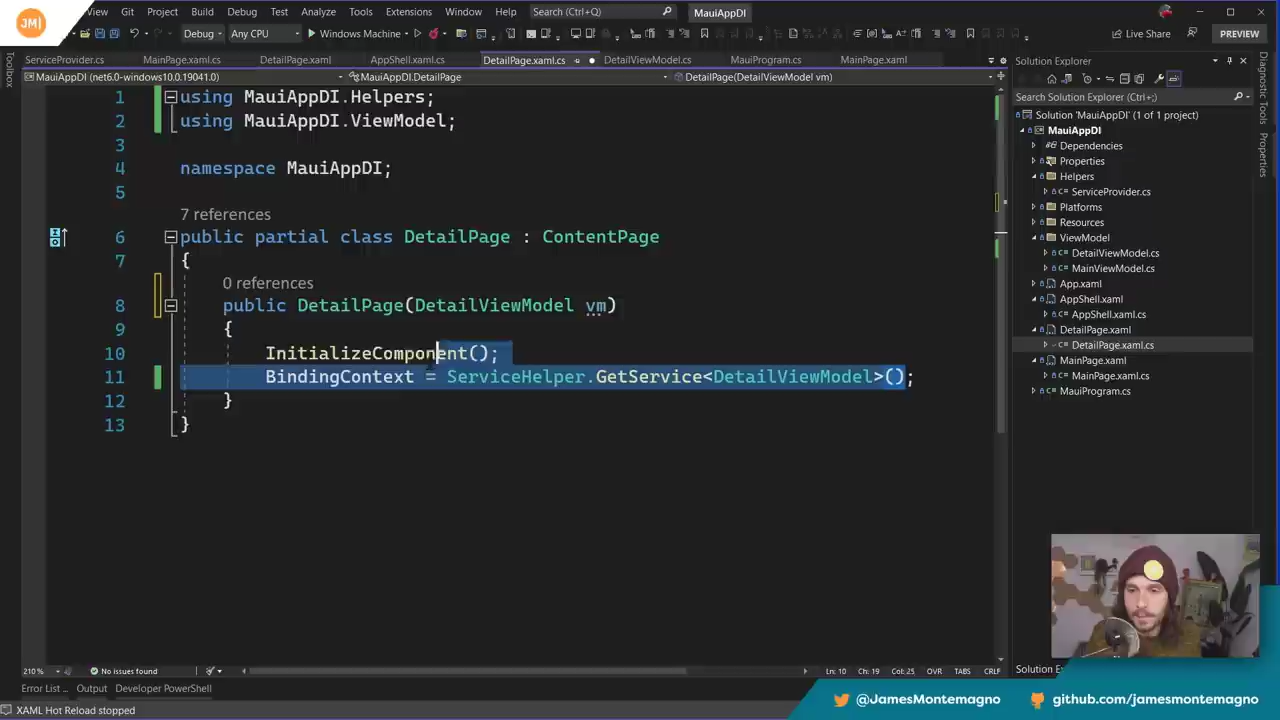 JM
Git Project Build Debug Test Analyze Tools Extensions Window Help Search (Ctrl+Q) MauiAppDI
View
Debug Any CPU Windows Machine Live Share PREVIEW
ServiceProvider.cs MainPage.xaml.cs DetailPage.xaml AppShell.xaml.cs DetailPage.xaml.cs DetailViewModel.cs MauiProgram.cs MainPage.xaml
MauiAppDI (net6.0-windows10.0.19041.0) MauiAppDI.DetailPage DetailPage(DetailViewModel vm)
Toolbox
1 using MauiAppDI.Helpers;
2 using MauiAppDI.ViewModel;
3
4 namespace MauiAppDI;
5
7 references
6 public partial class DetailPage : ContentPage
7 {
0 references
8 public DetailPage(DetailViewModel vm)
9 {
10 InitializeComponent();
11 BindingContext = ServiceHelper.GetService<DetailViewModel>();
12 }
13 }
Solution Explorer
Search Solution Explorer (Ctrl+;)
Solution 'MauiAppDI' (1 of 1 project)
MauiAppDI
Dependencies
Properties
Helpers
ServiceProvider.cs
Platforms
Resources
ViewModel
DetailViewModel.cs
MainViewModel.cs
App.xaml
AppShell.xaml
AppShell.xaml.cs
DetailPage.xaml
DetailPage.xaml.cs
MainPage.xaml
MainPage.xaml.cs
MauiProgram.cs
Diagnostic Tools
Properties
210 % No issues found Ln: 10 Ch: 19 Col: 25 OVR TABS CRLF
Solution Ex
Error List ... Output Developer PowerShell
XAML Hot Reload stopped
@JamesMontemagno github.com/jamesmontemagno